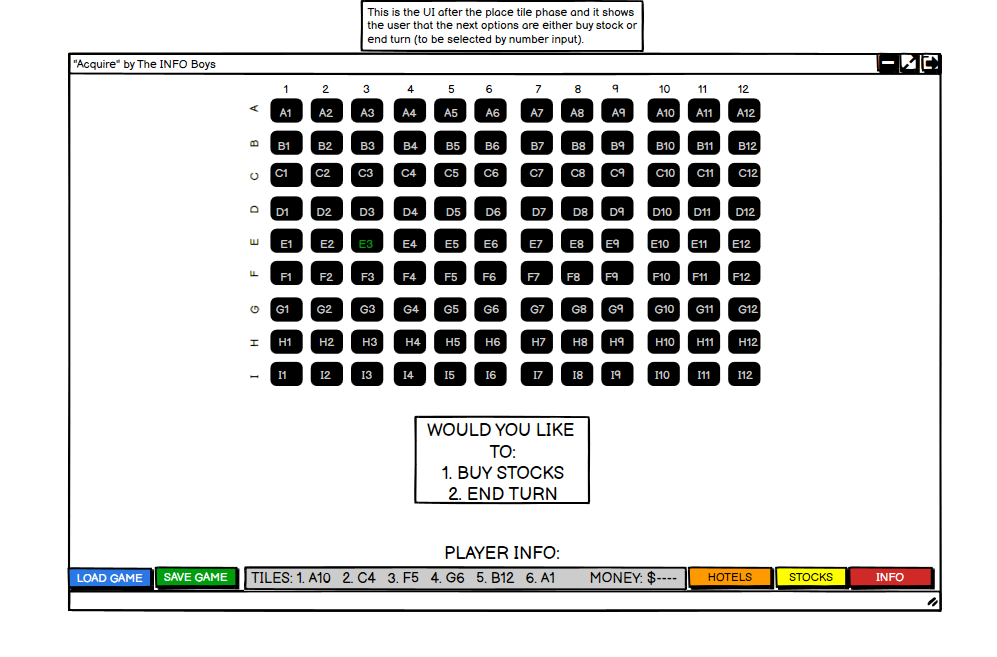 This is the UI after the place tile phase and it shows
the user that the next options are either buy stock or
end turn (to be selected by number input).
"Acquire" by The INFO Boys
1 2 3 4 5 6 7 8 9 10 11 12
A A1 A2 A3 A4 A5 A6 A7 A8 A9 A10 A11 A12
B B1 B2 B3 B4 B5 B6 B7 B8 B9 B10 B11 B12
C C1 C2 C3 C4 C5 C6 C7 C8 C9 C10 C11 C12
D D1 D2 D3 D4 D5 D6 D7 D8 D9 D10 D11 D12
E E1 E2 E3 E4 E5 E6 E7 E8 E9 E10 E11 E12
F F1 F2 F3 F4 F5 F6 F7 F8 F9 F10 F11 F12
G G1 G2 G3 G4 G5 G6 G7 G8 G9 G10 G11 G12
H H1 H2 H3 H4 H5 H6 H7 H8 H9 H10 H11 H12
I I1 I2 I3 I4 I5 I6 I7 I8 I9 I10 I11 I12
WOULD YOU LIKE
TO:
1. BUY STOCKS
2. END TURN
PLAYER INFO:
LOAD GAME SAVE GAME TILES: 1. A10 2. C4 3. F5 4. G6 5. B12 6. A1 MONEY: $---- HOTELS STOCKS INFO